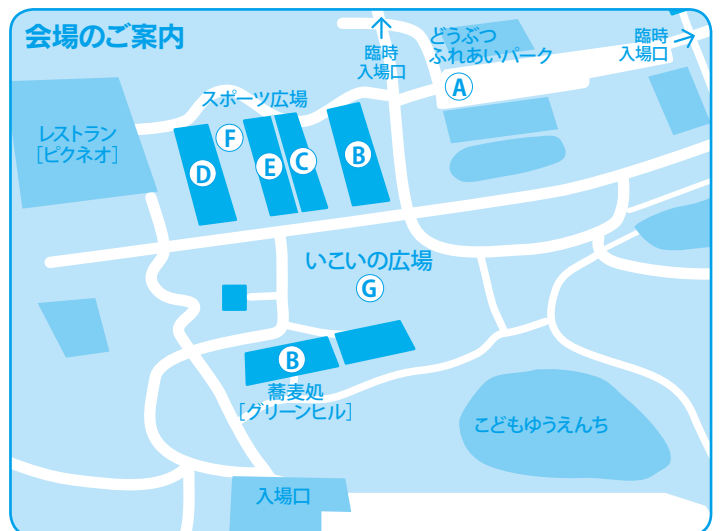 会場のご案内
臨時
入場口
どうぶつ
ふれあいパーク
臨時
入場口
A
スポーツ広場
レストラン
[ピクネオ]
F
D
E
C
B
いこいの広場
G
B
蕎麦処
[グリーンヒル]
こどもゆうえんち
入場口